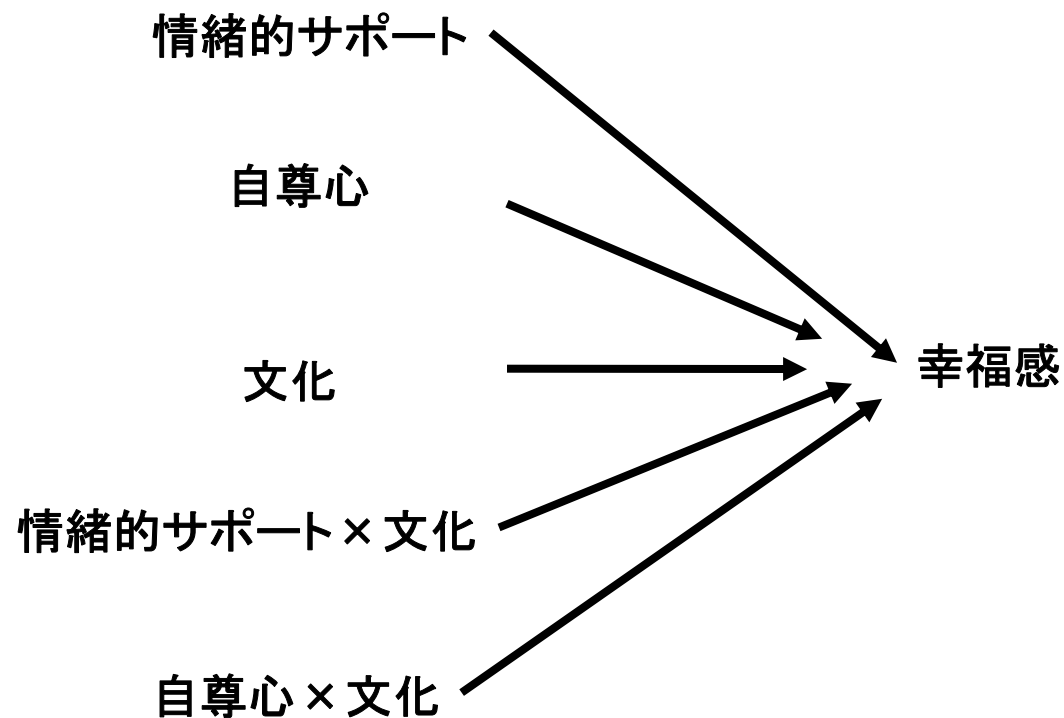 情緒的サポート
自尊心
文化
幸福感
情緒的サポート×文化
自尊心×文化